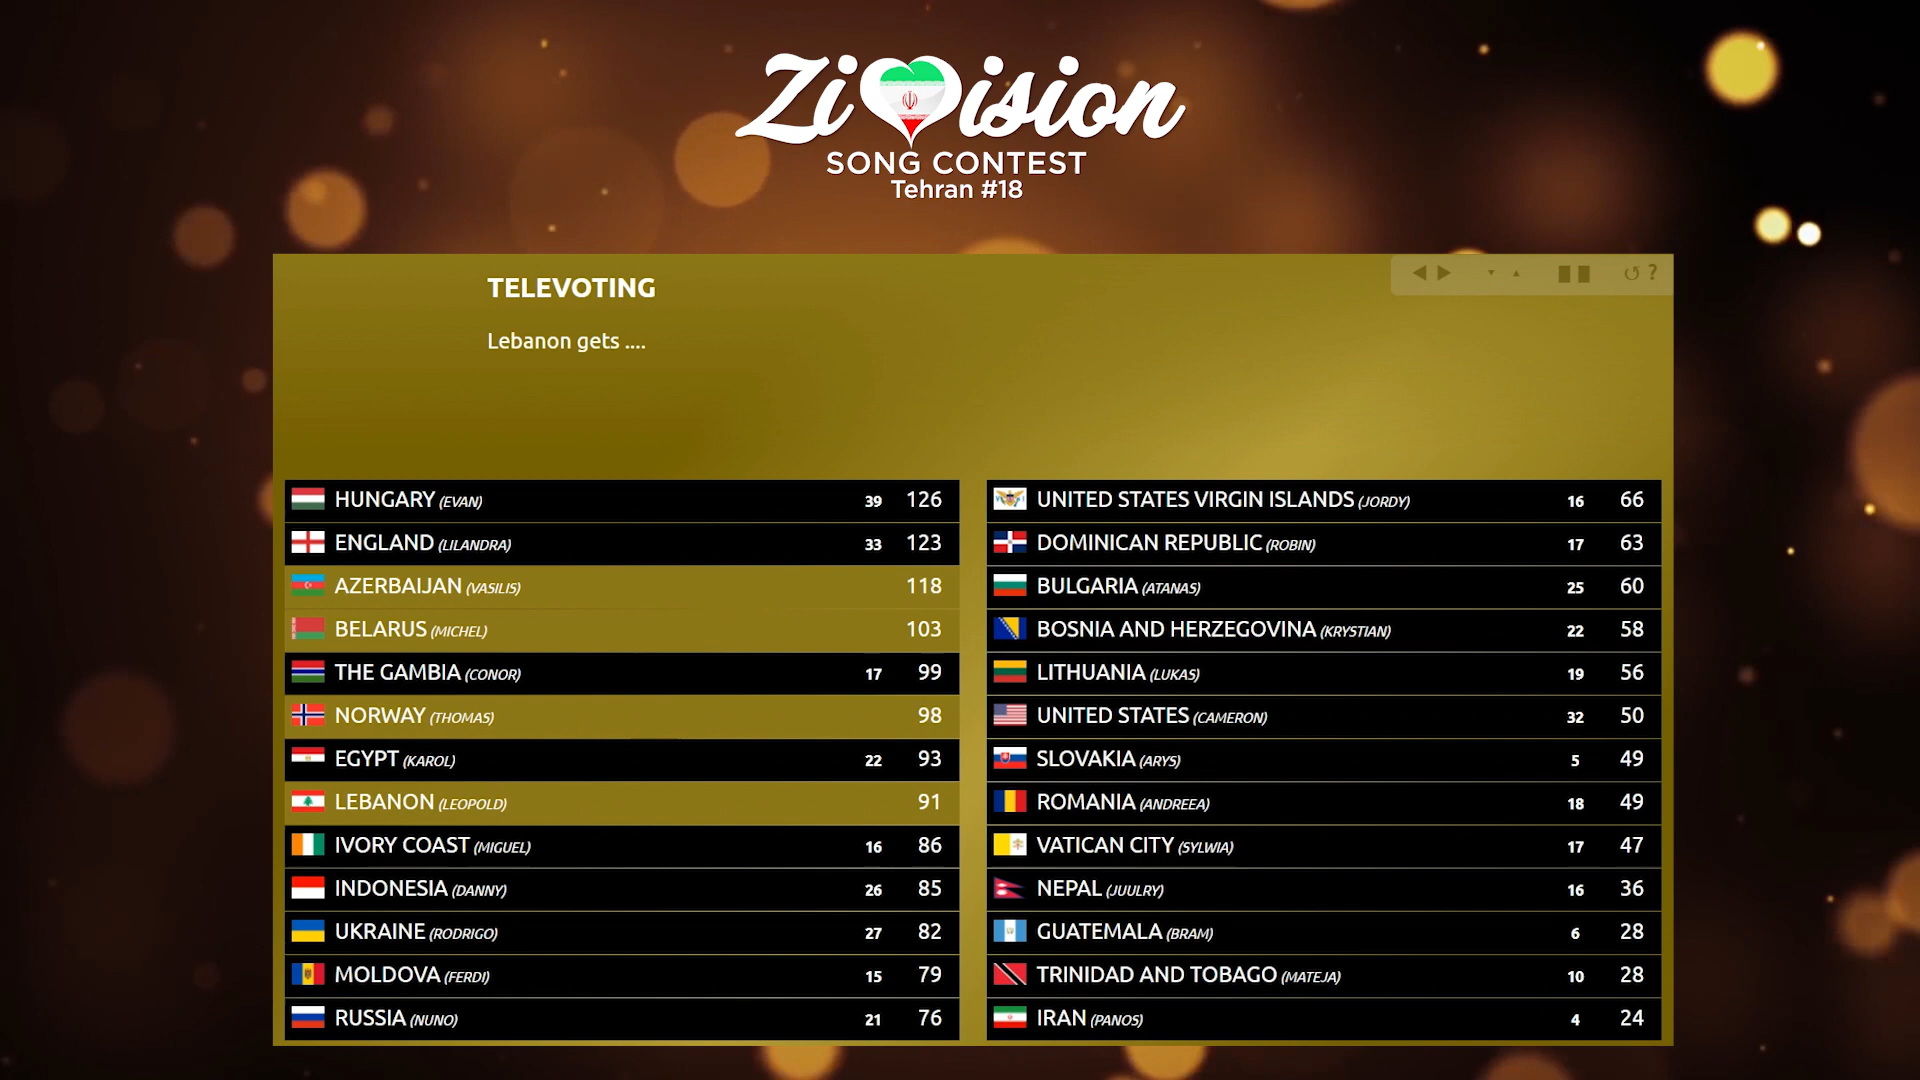 Zi ision
SONG CONTEST
Tehran #18
TELEVOTING
?
Lebanon gets ....
HUNGARY (EVAN) 39 126
ENGLAND (LILANDRA) 33 123
AZERBAIJAN (VASILIS) 118
BELARUS (MICHEL) 103
THE GAMBIA (CONOR) 17 99
NORWAY (THOMAS) 98
EGYPT (KAROL) 22 93
LEBANON (LEOPOLD) 91
IVORY COAST (MIGUEL) 16 86
INDONESIA (DANNY) 26 85
UKRAINE (RODRIGO) 27 82
MOLDOVA (FERDI) 15 79
RUSSIA (NUNO) 21 76
UNITED STATES VIRGIN ISLANDS (JORDY) 16 66
DOMINICAN REPUBLIC (ROBIN) 17 63
BULGARIA (ATANAS) 25 60
BOSNIA AND HERZEGOVINA (KRYSTIAN) 22 58
LITHUANIA (LUKAS) 19 56
UNITED STATES (CAMERON) 32 50
SLOVAKIA (ARYS) 5 49
ROMANIA (ANDREEA) 18 49
VATICAN CITY (SYLWIA) 17 47
NEPAL (JUULRY) 16 36
GUATEMALA (BRAM) 6 28
TRINIDAD AND TOBAGO (MATEJA) 10 28
IRAN (PANOS) 4 24